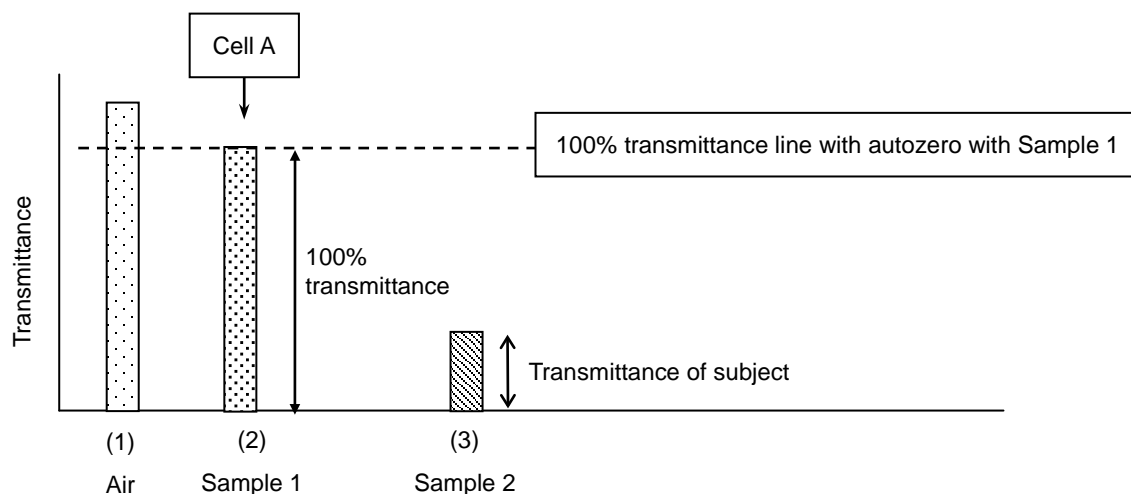 Cell A
100% transmittance line with autozero with Sample 1
Transmittance
100%
transmittance
Transmittance of subject
(1)
(2)
(3)
Air
Sample 1
Sample 2